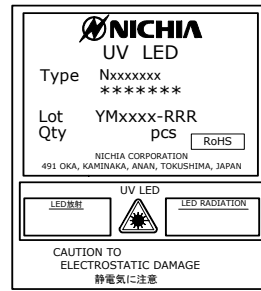 NICHIA
UV LED
Type Nxxxxxxx
*******
Lot YMxxxx-RRR
Qty pcs
RoHS
NICHIA CORPORATION
491 OKA, KAMINAKA, ANAN, TOKUSHIMA, JAPAN
UV LED
LED放射
LED RADIATION
CAUTION TO
ELECTROSTATIC DAMAGE
静電気に注意